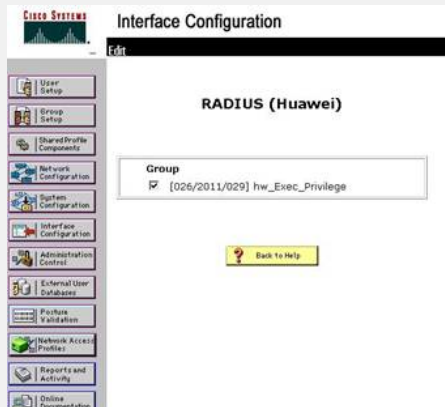 CISCO SYSTEMS
Interface Configuration
Edit
User
Setup
Group
Setup
Shared Profile
Components
Network
Configuration
System
Configuration
Interface
Configuration
Administration
Control
External User
Databases
Posture
Validation
Network Access
Profiles
Reports and
Activity
Online
Documentation
RADIUS (Huawei)
Group
[026/2011/029] hw_Exec_Privilege
? Back to Help